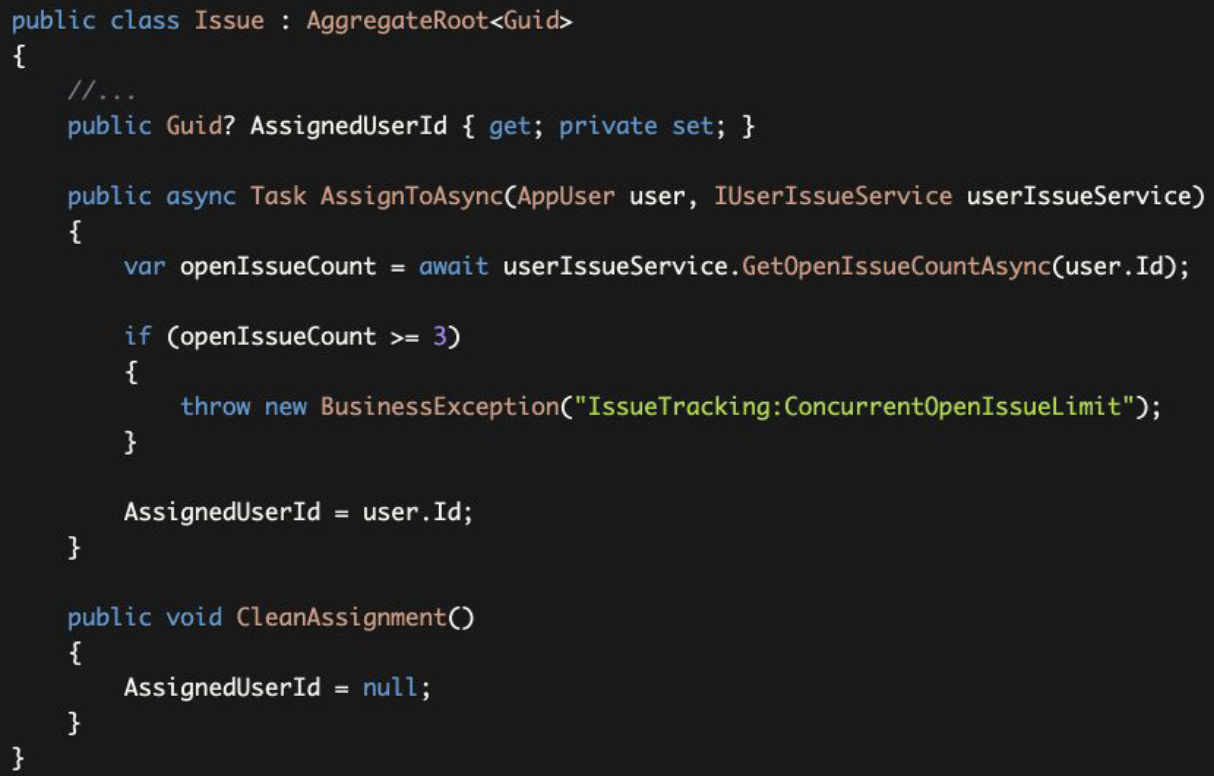 public class Issue : AggregateRoot<Guid>
{
    //...
    public Guid? AssignedUserId { get; private set; }

    public async Task AssignToAsync(AppUser user, IUserIssueService userIssueService)
    {
        var openIssueCount = await userIssueService.GetOpenIssueCountAsync(user.Id);

        if (openIssueCount >= 3)
        {
            throw new BusinessException("IssueTracking:ConcurrentOpenIssueLimit");
        }

        AssignedUserId = user.Id;
    }

    public void CleanAssignment()
    {
        AssignedUserId = null;
    }
}